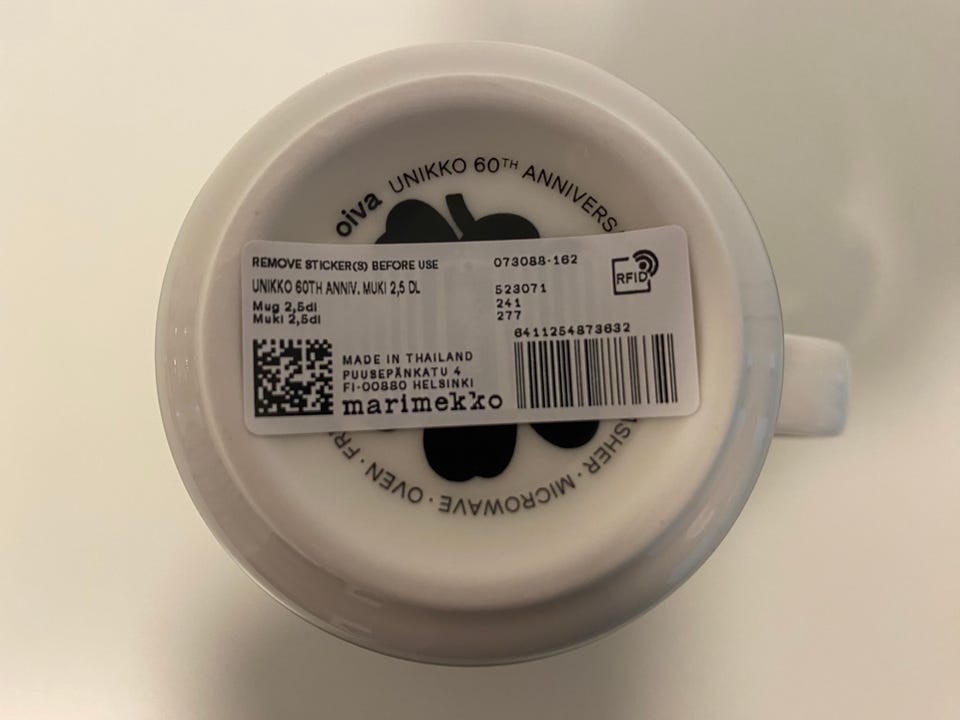 oiva UNIKKO 60TH ANNIVERS
REMOVE STICKER(S) BEFORE USE
073088-162
UNIKKO 60TH ANNIV. MUKI 2,5 DL
523071
Mug 2,5dl
241
Muki 2,5dl
277
RFID
6411254873632
MADE IN THAILAND
PUUSEPÄNKATU 4
FI-00880 HELSINKI
marimekko
ASHER · MICROWAVE · OVEN · FR